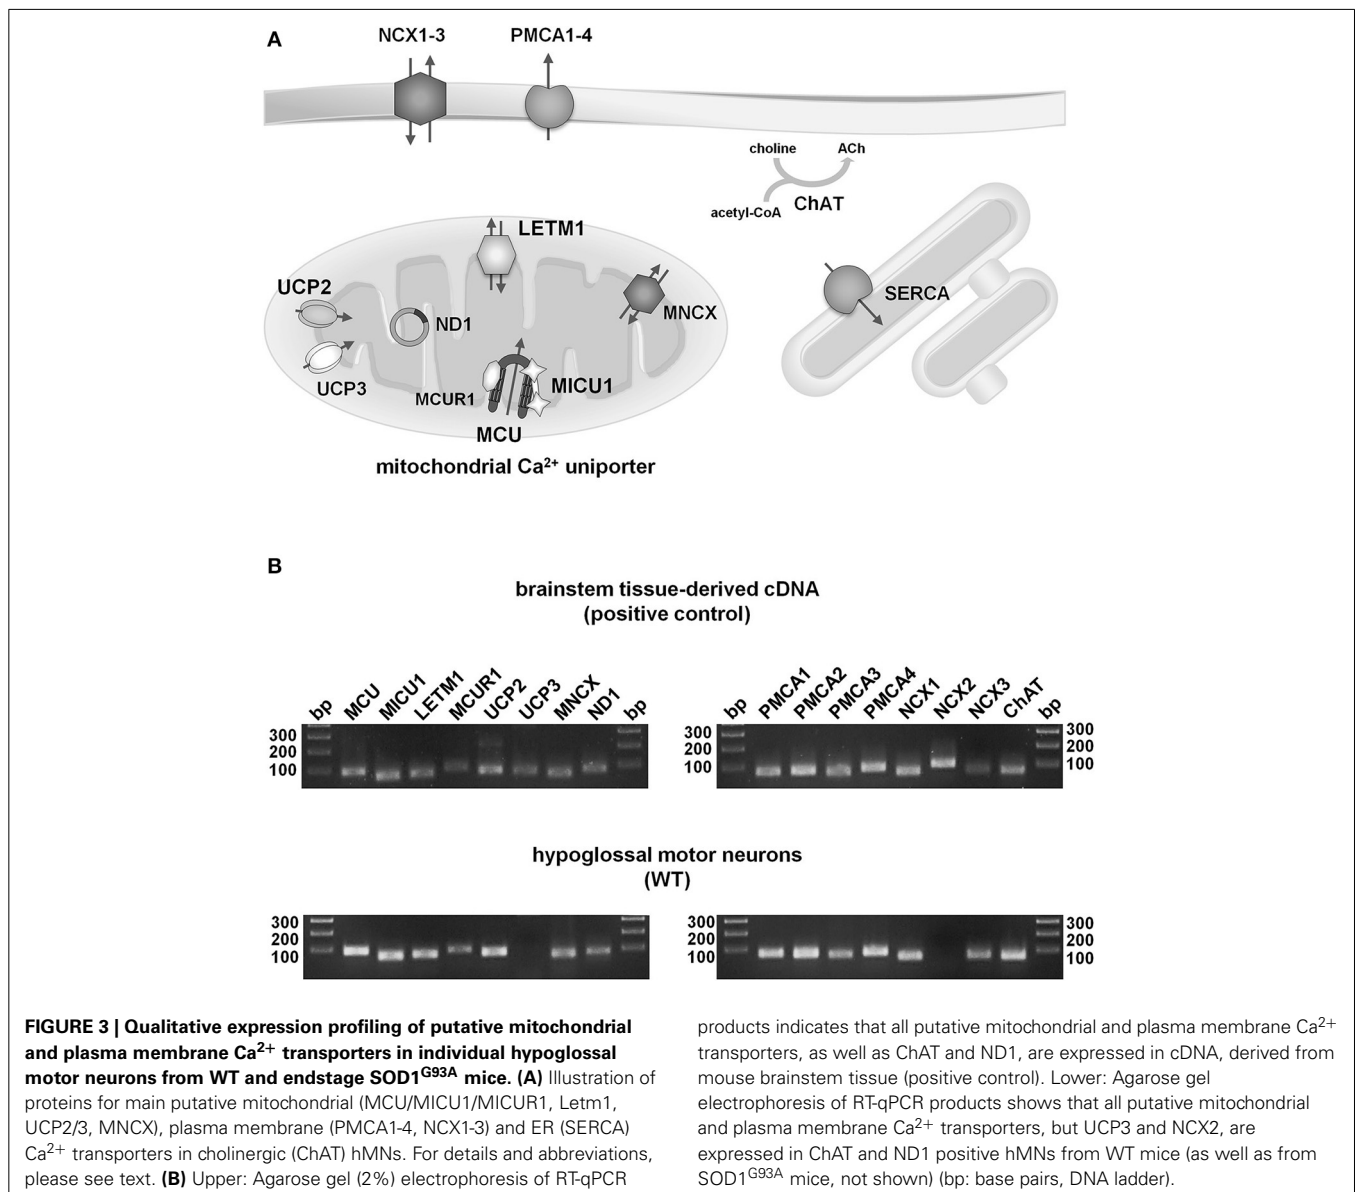 A
NCX1-3 PMCA1-4
choline ACh
acetyl-CoA ChAT
LETM1
UCP2
ND1
MNCX
SERCA
UCP3
MCUR1
MICU1
MCU
mitochondrial Ca²⁺ uniporter
B
brainstem tissue-derived cDNA
(positive control)
bp MCU MICU1 LETM1 MCUR1 UCP2 UCP3 MNCX ND1 bp
300
200
100
bp PMCA1 PMCA2 PMCA3 PMCA4 NCX1 NCX2 NCX3 ChAT bp
300 300
200 200
100 100
hypoglossal motor neurons
(WT)
300
200
100
300 300
200 200
100 100
FIGURE 3 | Qualitative expression profiling of putative mitochondrial
and plasma membrane Ca²⁺ transporters in individual hypoglossal
motor neurons from WT and endstage SOD1ᴳ⁹³ᴬ mice. (A) Illustration of
proteins for main putative mitochondrial (MCU/MICU1/MICUR1, Letm1,
UCP2/3, MNCX), plasma membrane (PMCA1-4, NCX1-3) and ER (SERCA)
Ca²⁺ transporters in cholinergic (ChAT) hMNs. For details and abbreviations,
please see text. (B) Upper: Agarose gel (2%) electrophoresis of RT-qPCR
products indicates that all putative mitochondrial and plasma membrane Ca²⁺
transporters, as well as ChAT and ND1, are expressed in cDNA, derived from
mouse brainstem tissue (positive control). Lower: Agarose gel
electrophoresis of RT-qPCR products shows that all putative mitochondrial
and plasma membrane Ca²⁺ transporters, but UCP3 and NCX2, are
expressed in ChAT and ND1 positive hMNs from WT mice (as well as from
SOD1ᴳ⁹³ᴬ mice, not shown) (bp: base pairs, DNA ladder).